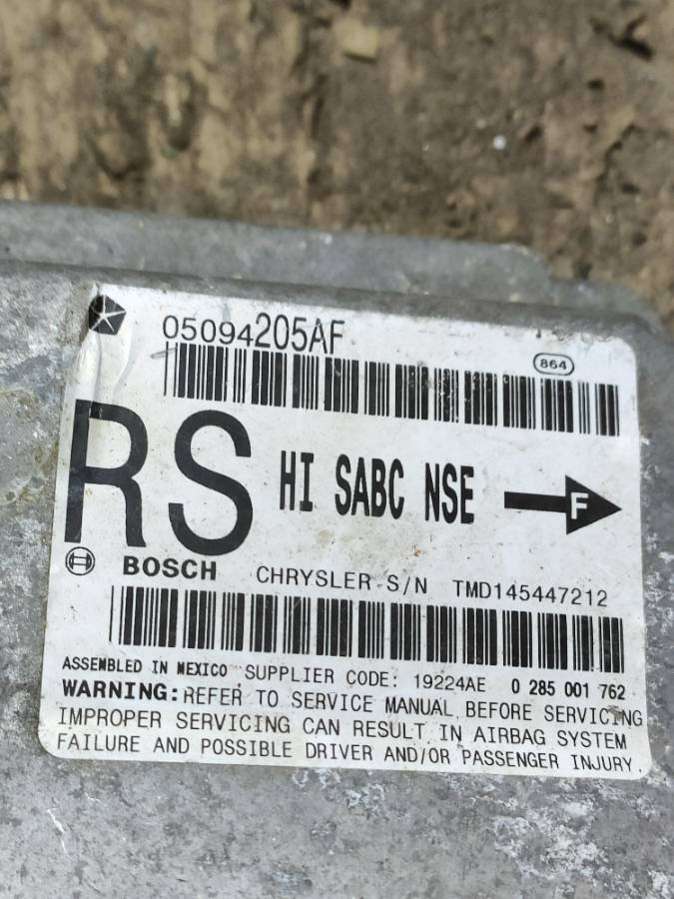 05094205AF
864
RS HI SABC NSE F
BOSCH CHRYSLER S/N TMD145447212
ASSEMBLED IN MEXICO SUPPLIER CODE: 19224AE 0 285 001 762
WARNING: REFER TO SERVICE MANUAL BEFORE SERVICING
IMPROPER SERVICING CAN RESULT IN AIRBAG SYSTEM
FAILURE AND POSSIBLE DRIVER AND/OR PASSENGER INJURY.